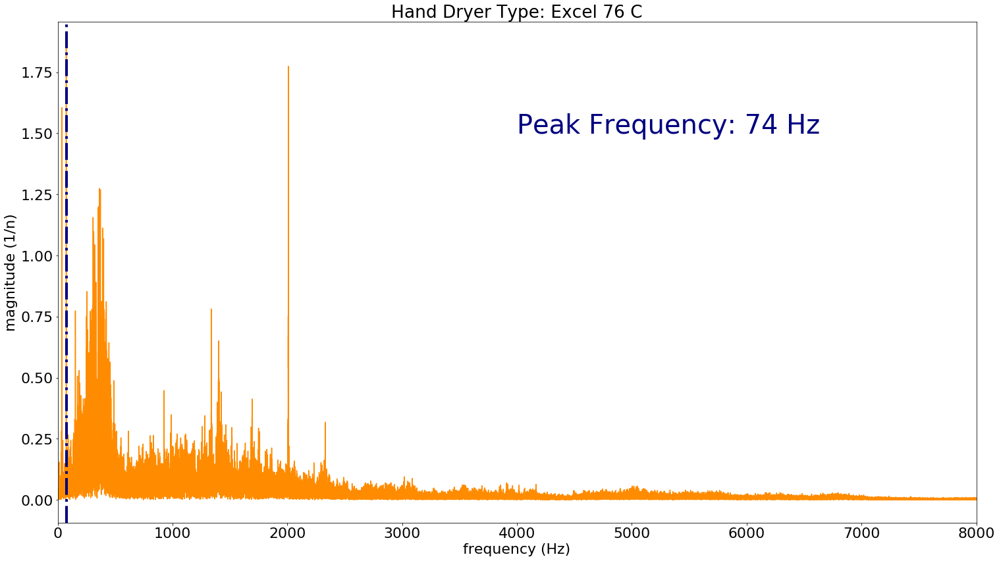 Hand Dryer Type: Excel 76 C
magnitude (1/n)
1.75
1.50
1.25
1.00
0.75
0.50
0.25
0.00
Peak Frequency: 74 Hz
0 1000 2000 3000 4000 5000 6000 7000 8000
frequency (Hz)